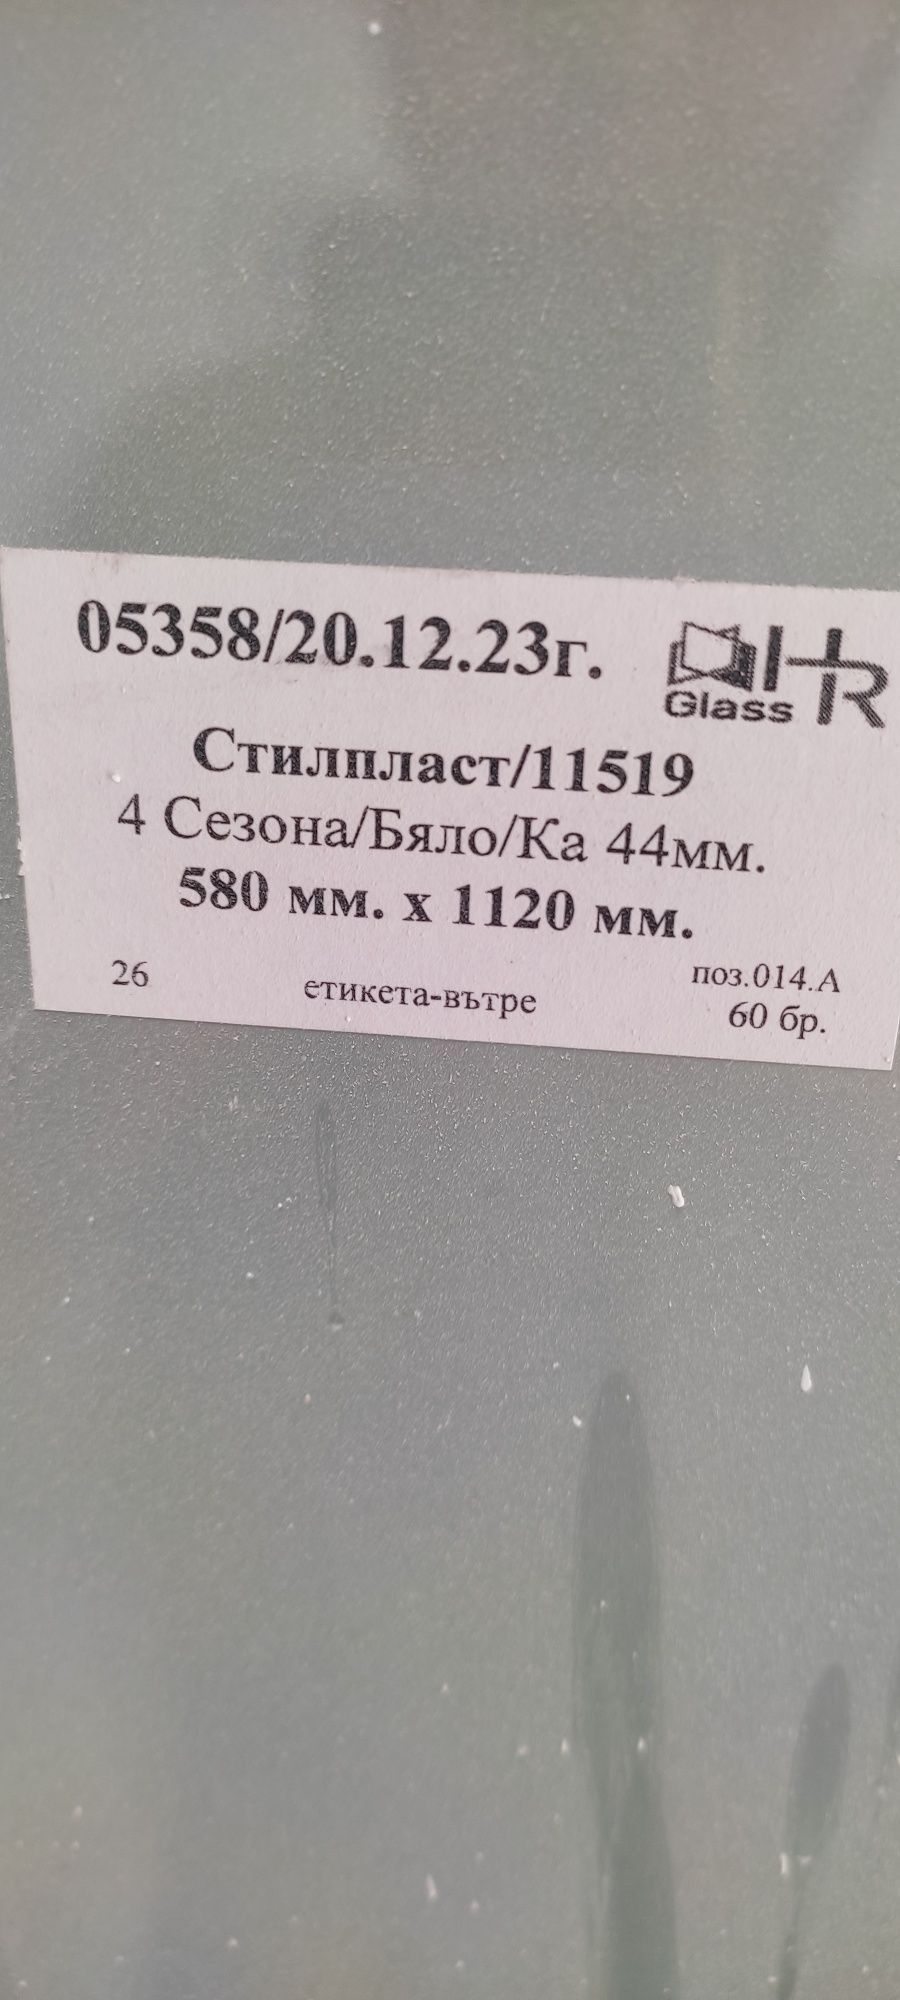 05358/20.12.23г.
HR
Glass
Стилпласт/11519
4 Сезона/Бяло/Ка 44мм.
580 мм. x 1120 мм.
26 етикета-вътре поз.014.А
60 бр.